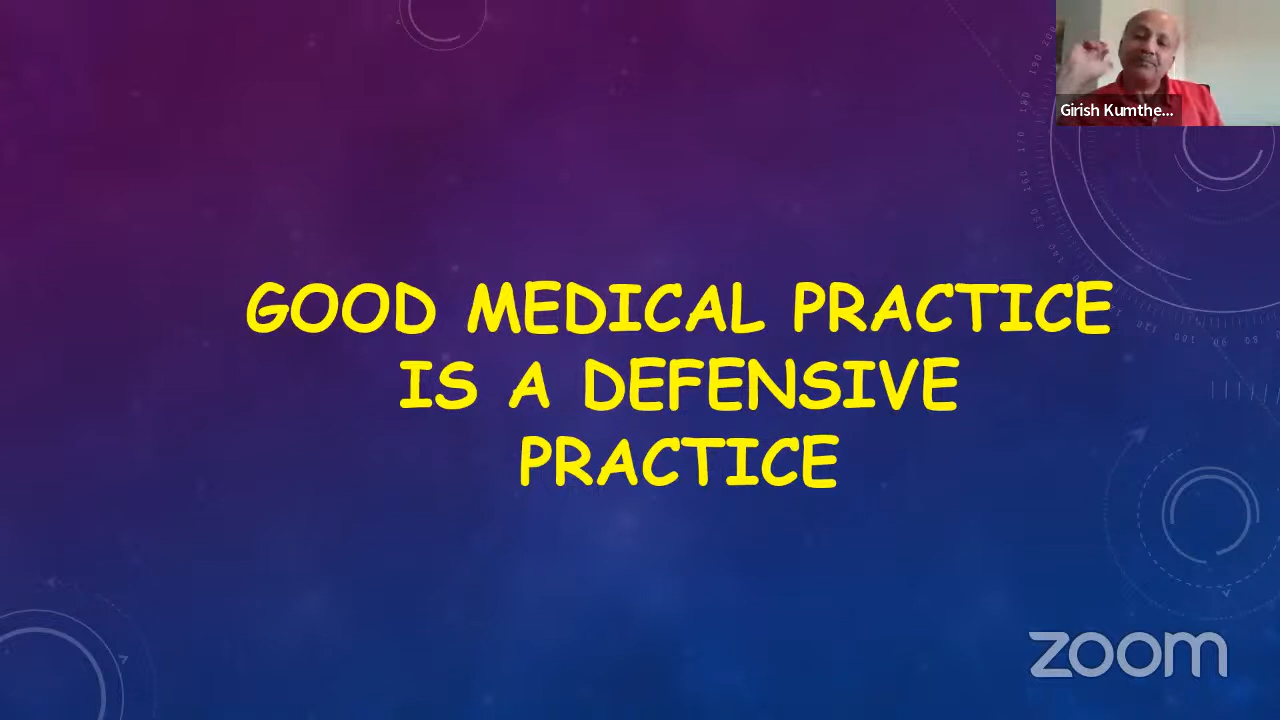 Girish Kumthe...
GOOD MEDICAL PRACTICE
IS A DEFENSIVE
PRACTICE
zoom